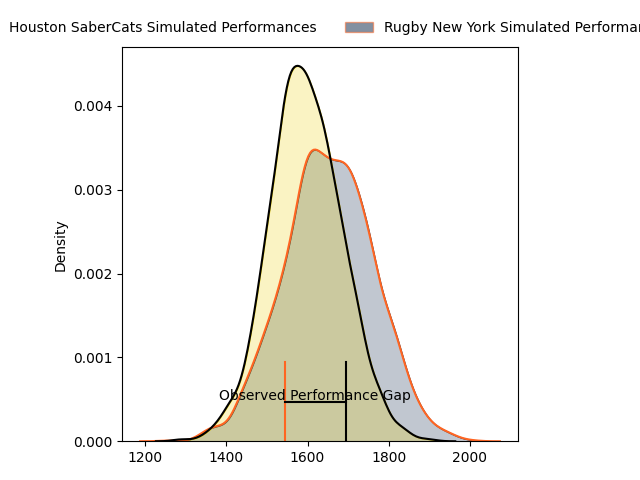 Houston SaberCats Simulated Performances
Rugby New York Simulated Performa
Density
0.004
0.003
0.002
0.001
0.000
Observed Performance Gap
1200 1400 1600 1800 2000